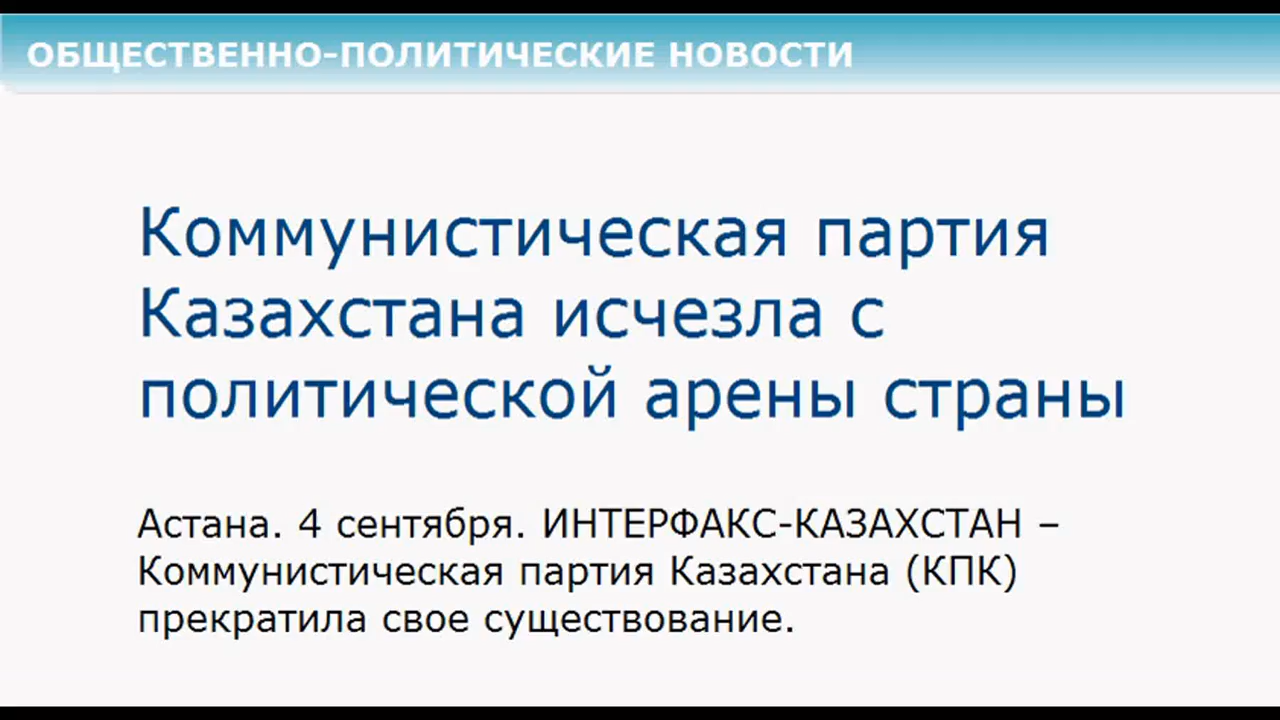 ОБЩЕСТВЕННО-ПОЛИТИЧЕСКИЕ НОВОСТИ
Коммунистическая партия
Казахстана исчезла с
политической арены страны
Астана. 4 сентября. ИНТЕРФАКС-КАЗАХСТАН –
Коммунистическая партия Казахстана (КПК)
прекратила свое существование.